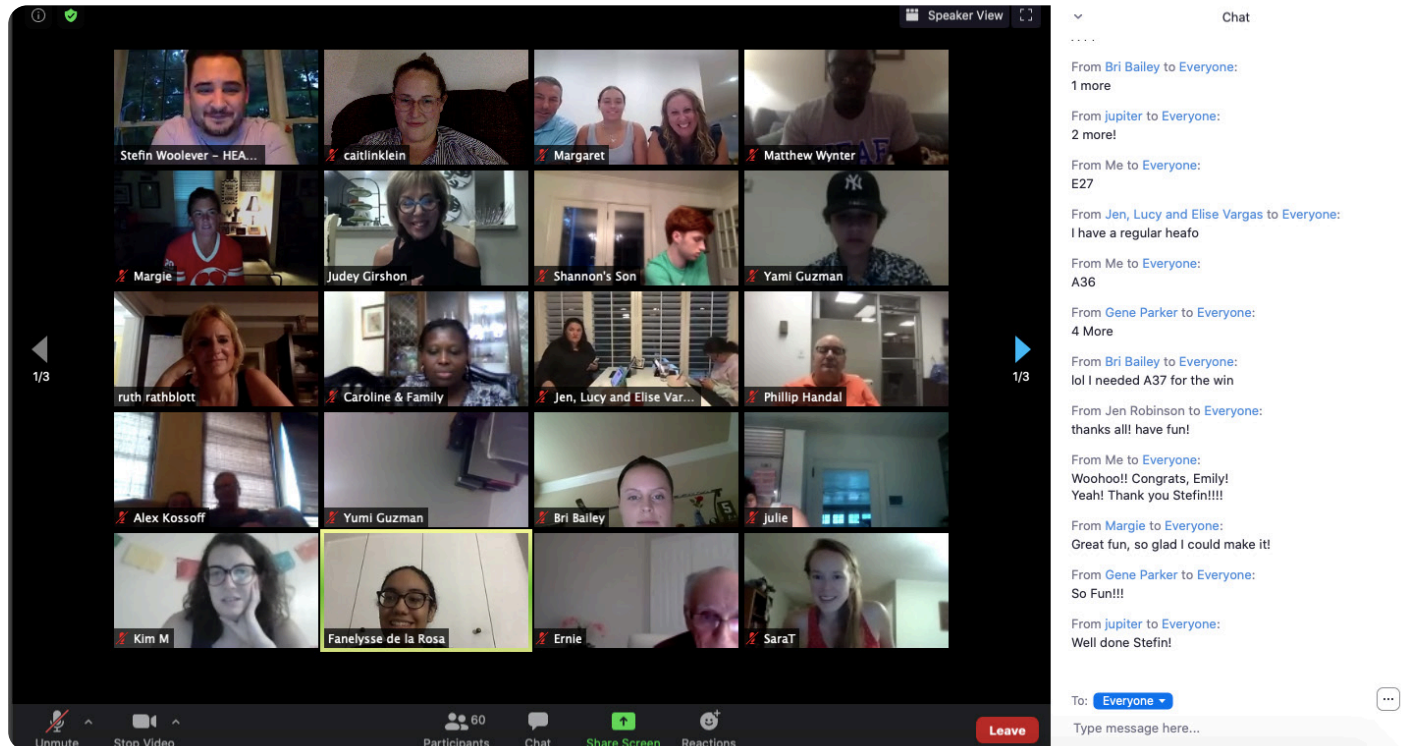 Speaker View
Stefin Woolever – HEA...
caitlinklein
Margaret
Matthew Wynter
EAF
Margie
Judey Girshon
Shannon's Son
NY
Yami Guzman
1/3
ruth rathblott
Caroline & Family
Jen, Lucy and Elise Var...
Phillip Handal
1/3
Alex Kossoff
Yumi Guzman
Bri Bailey
julie
Kim M
Fanelysse de la Rosa
Ernie
SaraT
Unmute
Stop Video
60
Participants
Chat
Share Screen
Reactions
Leave
Chat
From Bri Bailey to Everyone:
1 more
From jupiter to Everyone:
2 more!
From Me to Everyone:
E27
From Jen, Lucy and Elise Vargas to Everyone:
I have a regular heafo
From Me to Everyone:
A36
From Gene Parker to Everyone:
4 More
From Bri Bailey to Everyone:
lol I needed A37 for the win
From Jen Robinson to Everyone:
thanks all! have fun!
From Me to Everyone:
Woohoo!! Congrats, Emily!
Yeah! Thank you Stefin!!!!
From Margie to Everyone:
Great fun, so glad I could make it!
From Gene Parker to Everyone:
So Fun!!!
From jupiter to Everyone:
Well done Stefin!
To: Everyone
Type message here...